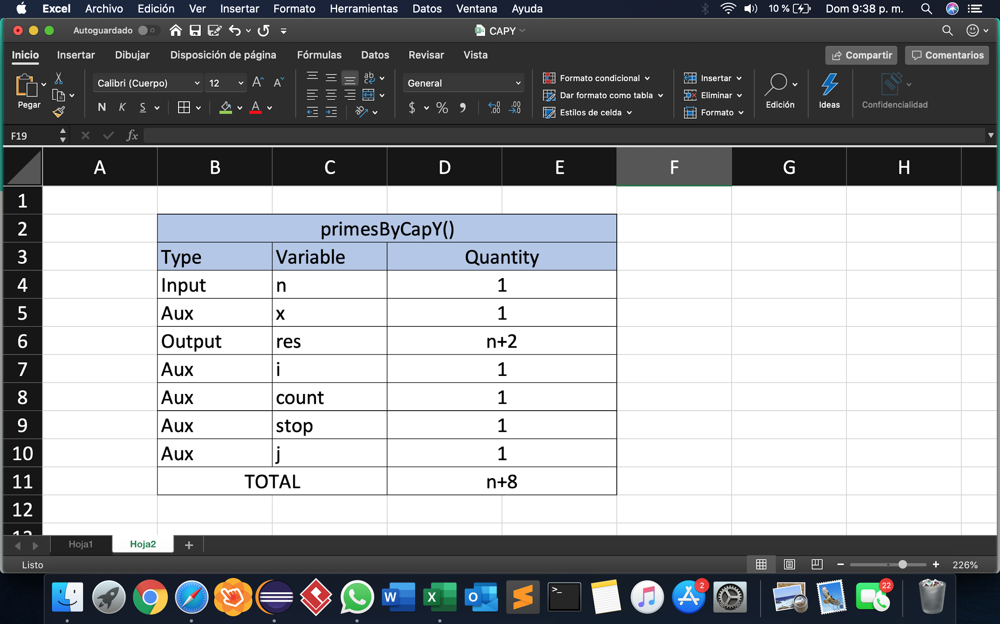 Excel Archivo Edición Ver Insertar Formato Herramientas Datos Ventana Ayuda 10 % Dom 9:38 p. m.
Autoguardado CAPY
Inicio Insertar Dibujar Disposición de página Fórmulas Datos Revisar Vista Compartir Comentarios
Pegar
Calibri (Cuerpo) 12
N K S
General
$ % 000
Formato condicional
Dar formato como tabla
Estilos de celda
Insertar
Eliminar
Formato
Edición
Ideas
Confidencialidad
F19 fx
A B C D E F G H
1
2 primesByCapY()
3 Type Variable Quantity
4 Input n 1
5 Aux x 1
6 Output res n+2
7 Aux i 1
8 Aux count 1
9 Aux stop 1
10 Aux j 1
11 TOTAL n+8
12
Hoja1 Hoja2 +
Listo 226%
2 22